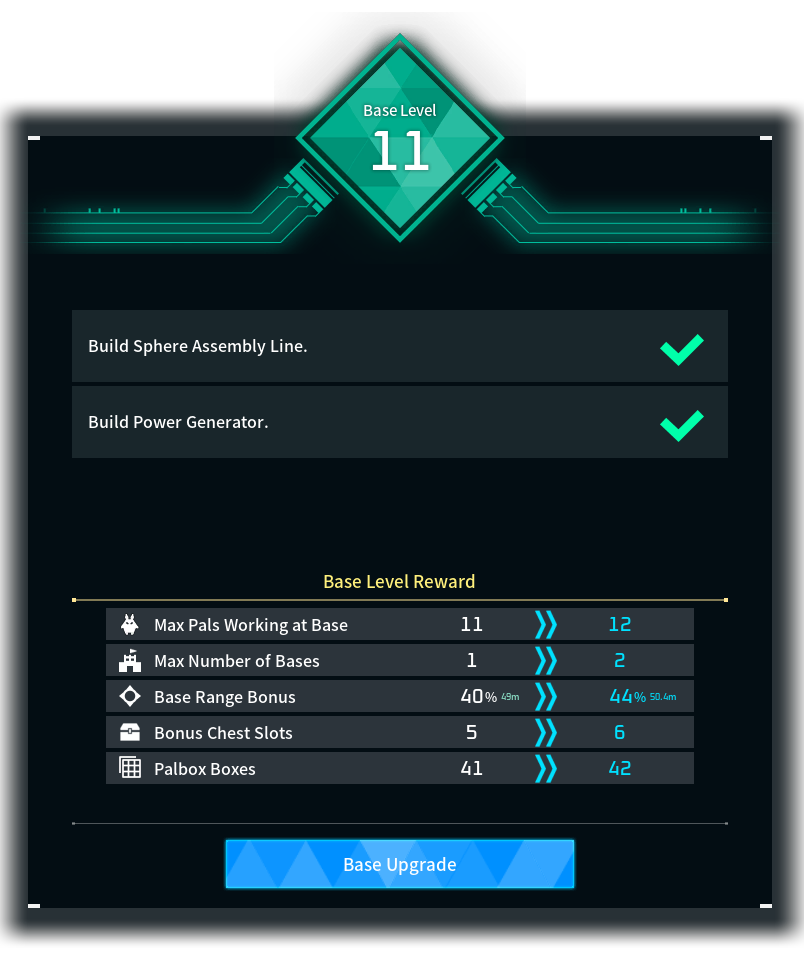 Base Level
11
Build Sphere Assembly Line.
Build Power Generator.
Base Level Reward
Max Pals Working at Base 11 12
Max Number of Bases 1 2
Base Range Bonus 40% 49m 44% 50.4m
Bonus Chest Slots 5 6
Palbox Boxes 41 42
Base Upgrade